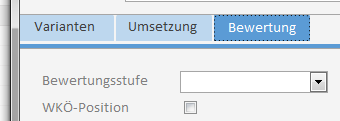 Varianten Umsetzung Bewertung
Bewertungsstufe
WKÖ-Position